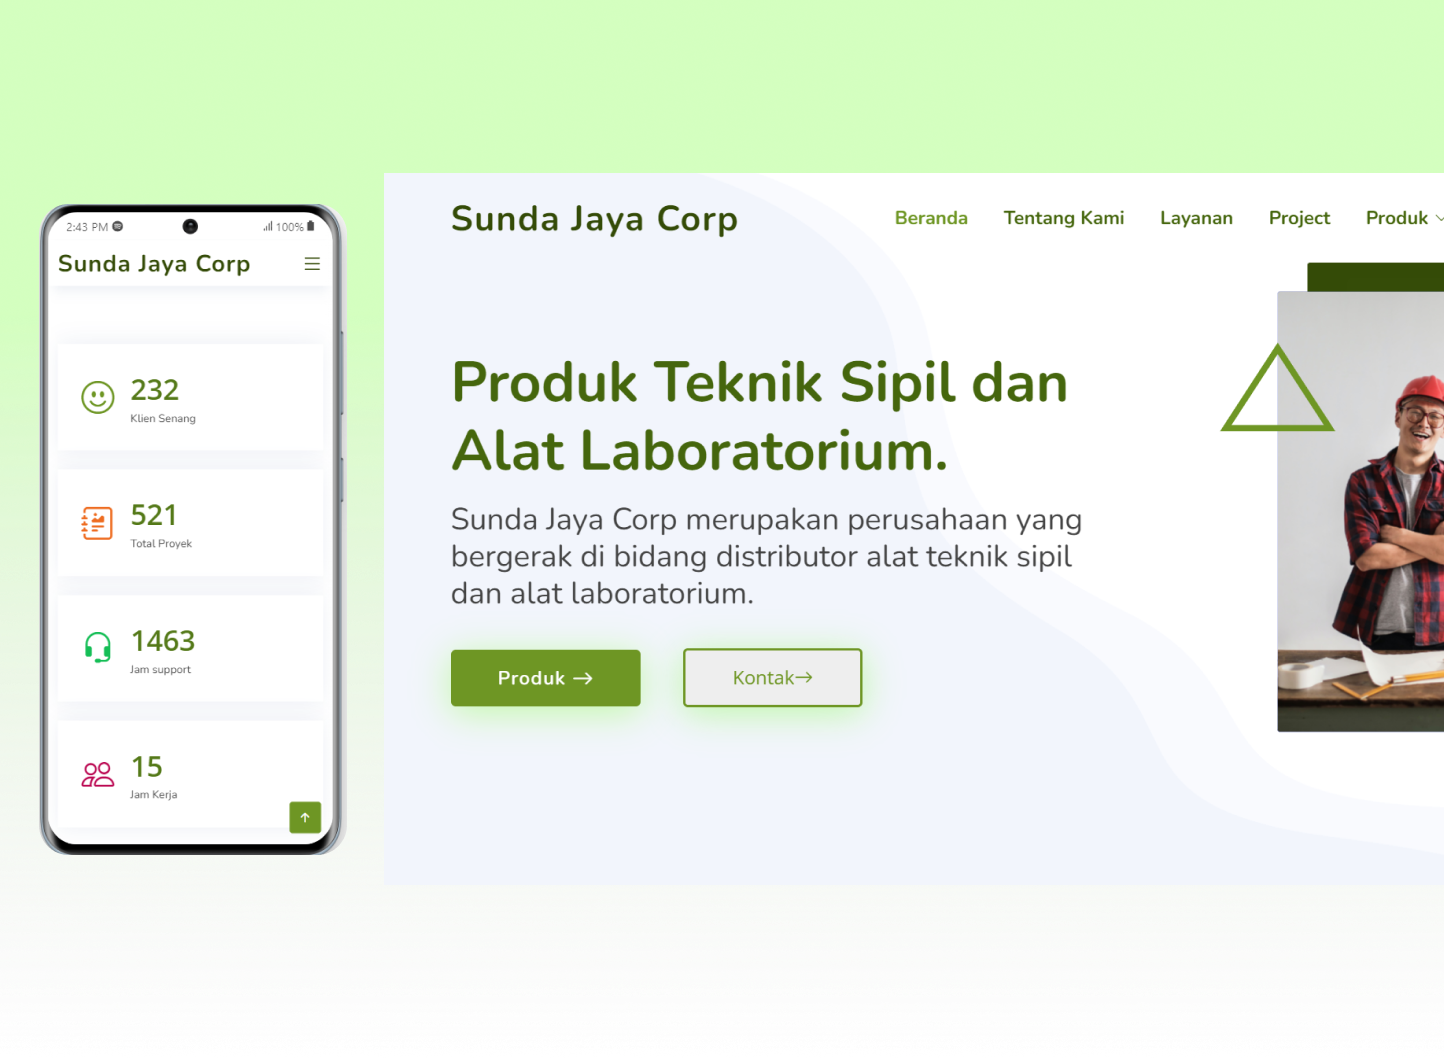 2:43 PM
100%
Sunda Jaya Corp
232
Klien Senang
521
Total Proyek
1463
Jam support
15
Jam Kerja
Sunda Jaya Corp
Beranda
Tentang Kami
Layanan
Project
Produk
Produk Teknik Sipil dan
Alat Laboratorium.
Sunda Jaya Corp merupakan perusahaan yang
bergerak di bidang distributor alat teknik sipil
dan alat laboratorium.
Produk →
Kontak→